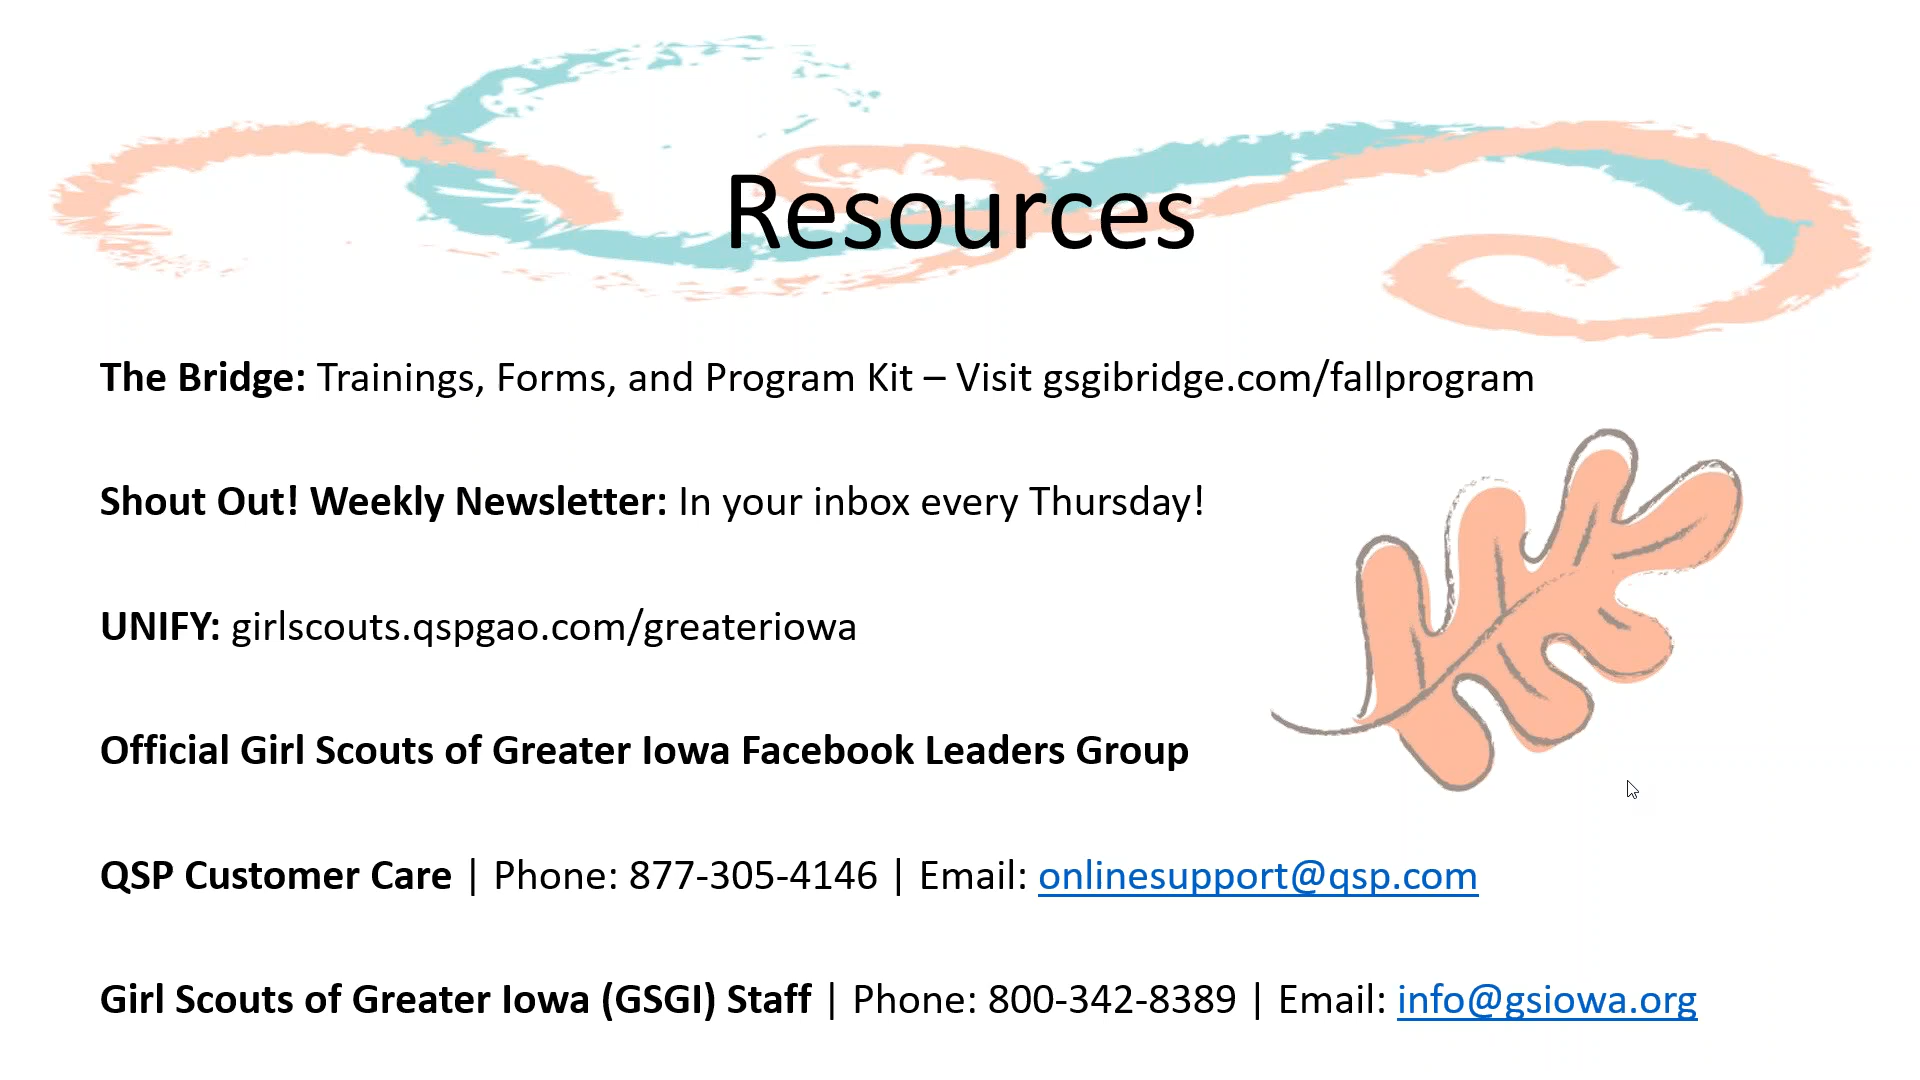 Resources
The Bridge: Trainings, Forms, and Program Kit – Visit gsgibridge.com/fallprogram
Shout Out! Weekly Newsletter: In your inbox every Thursday!
UNIFY: girlscouts.qspgao.com/greateriowa
Official Girl Scouts of Greater Iowa Facebook Leaders Group
QSP Customer Care | Phone: 877-305-4146 | Email: onlinesupport@qsp.com
Girl Scouts of Greater Iowa (GSGI) Staff | Phone: 800-342-8389 | Email: info@gsiowa.org